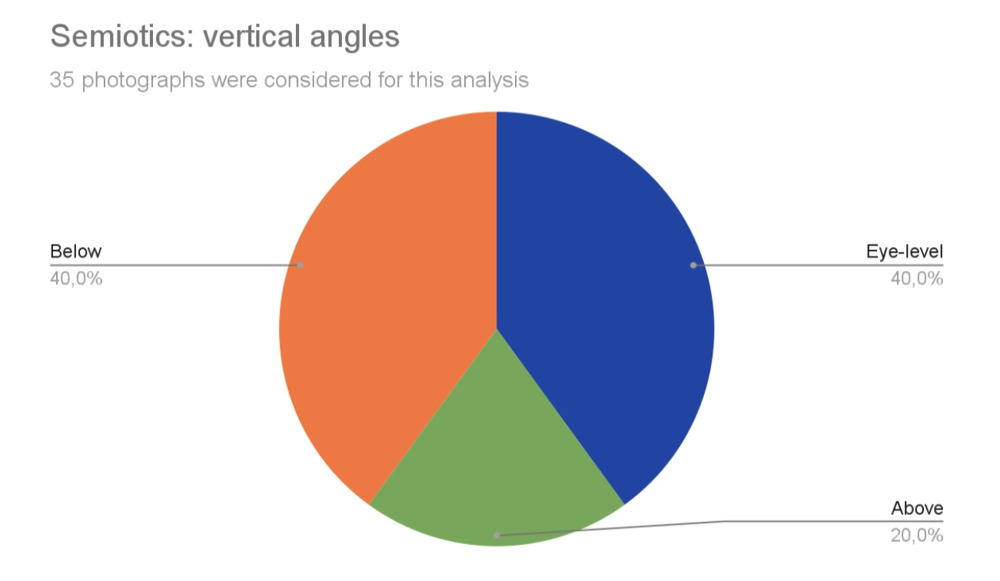 Semiotics: vertical angles
35 photographs were considered for this analysis
Below
40,0%
Eye-level
40,0%
Above
20,0%